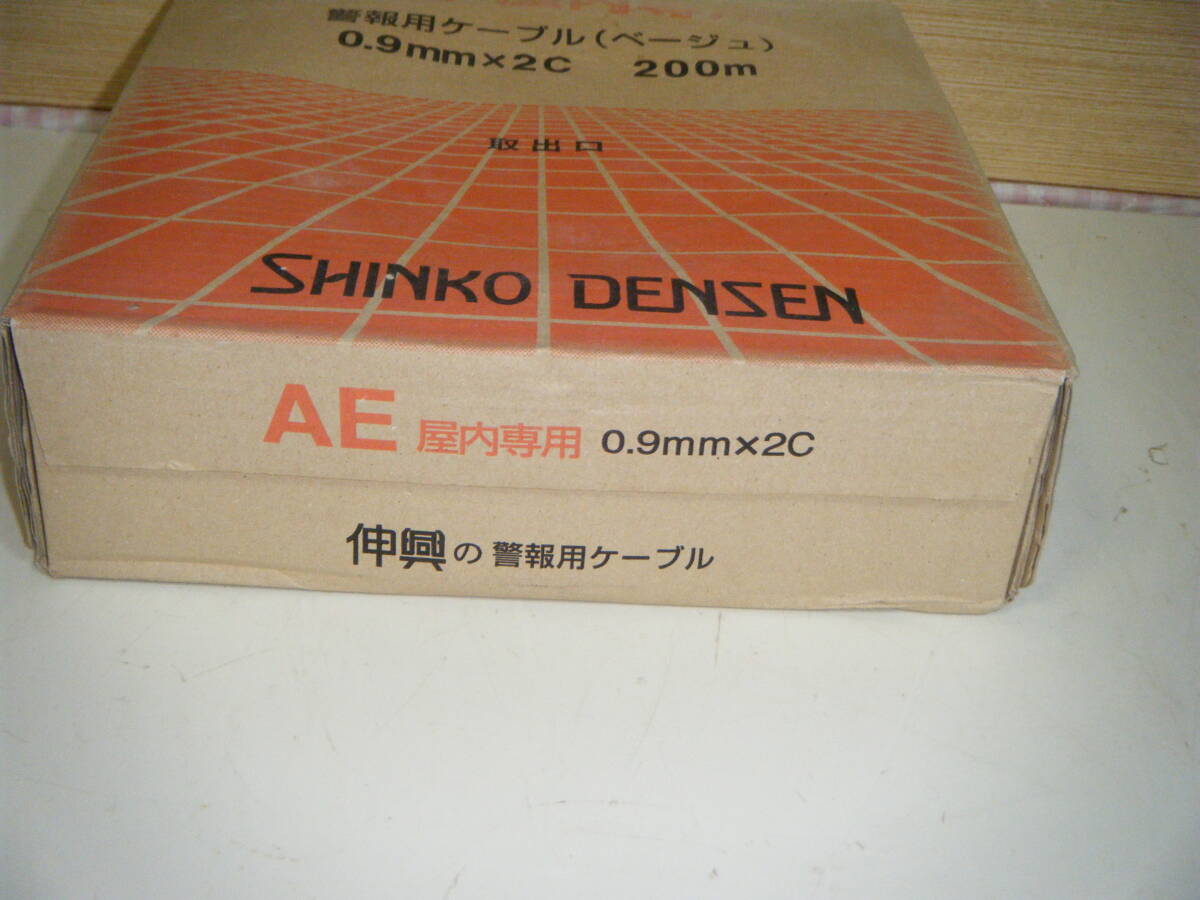 警報用ケーブル(ベージュ)
0.9mm×2C 200m
取出口
SHINKO DENSEN
AE 屋内専用 0.9mm×2C
伸興の警報用ケーブル